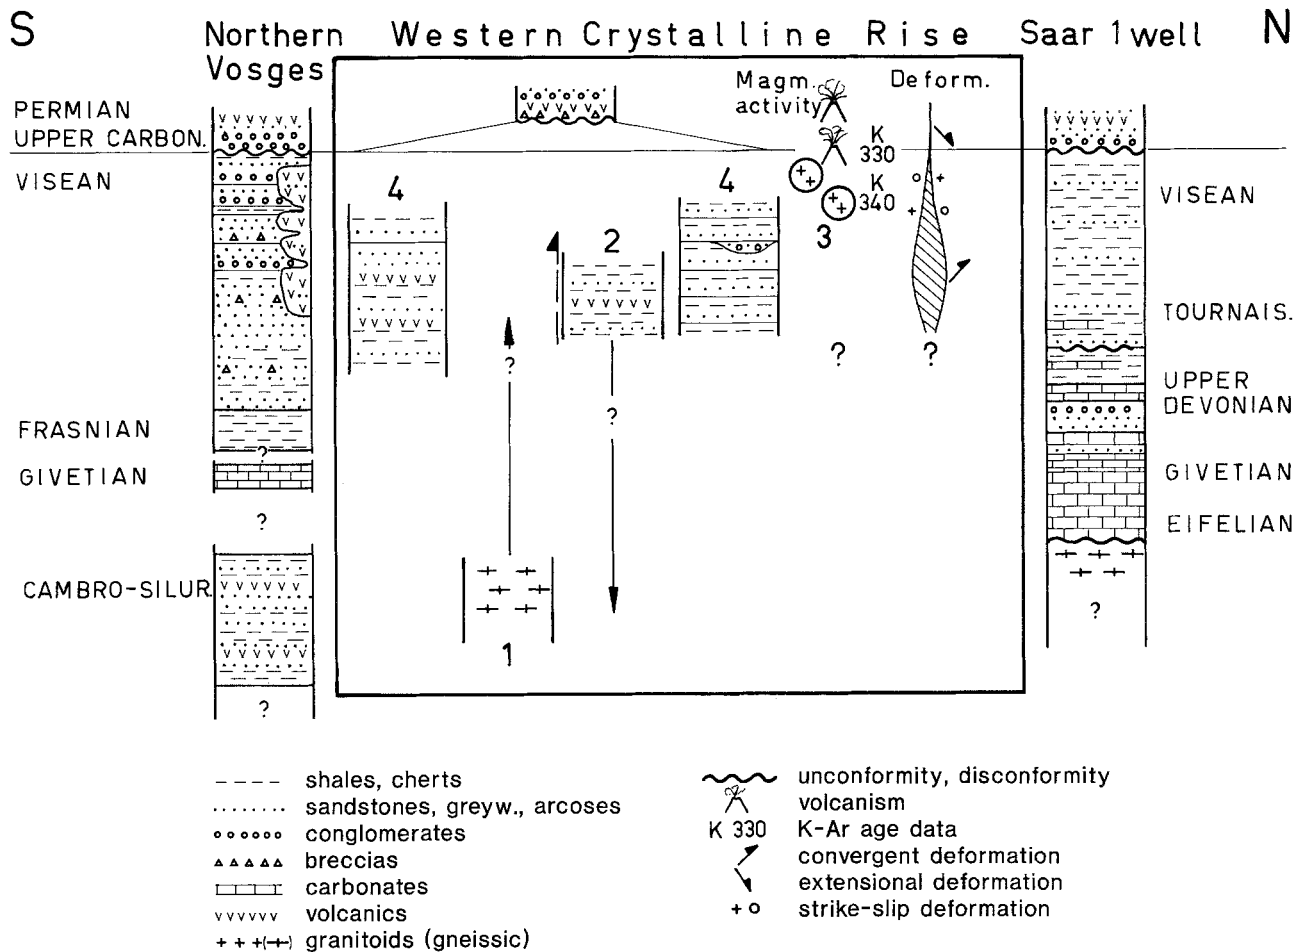 S Northern Western Crystalline Rise Saar 1 well N
Vosges
Magm. Deform.
activity
PERMIAN
UPPER CARBON.
K
330
VISEAN
4
4
K
340
VISEAN
2
3
TOURNAIS.
?
?
?
?
UPPER
DEVONIAN
FRASNIAN
?
GIVETIAN
GIVETIAN
?
EIFELIAN
CAMBRO-SILUR.
?
1
?
shales, cherts
sandstones, greyw., arcoses
conglomerates
breccias
carbonates
volcanics
granitoids (gneissic)
unconformity, disconformity
volcanism
K 330 K-Ar age data
convergent deformation
extensional deformation
strike-slip deformation